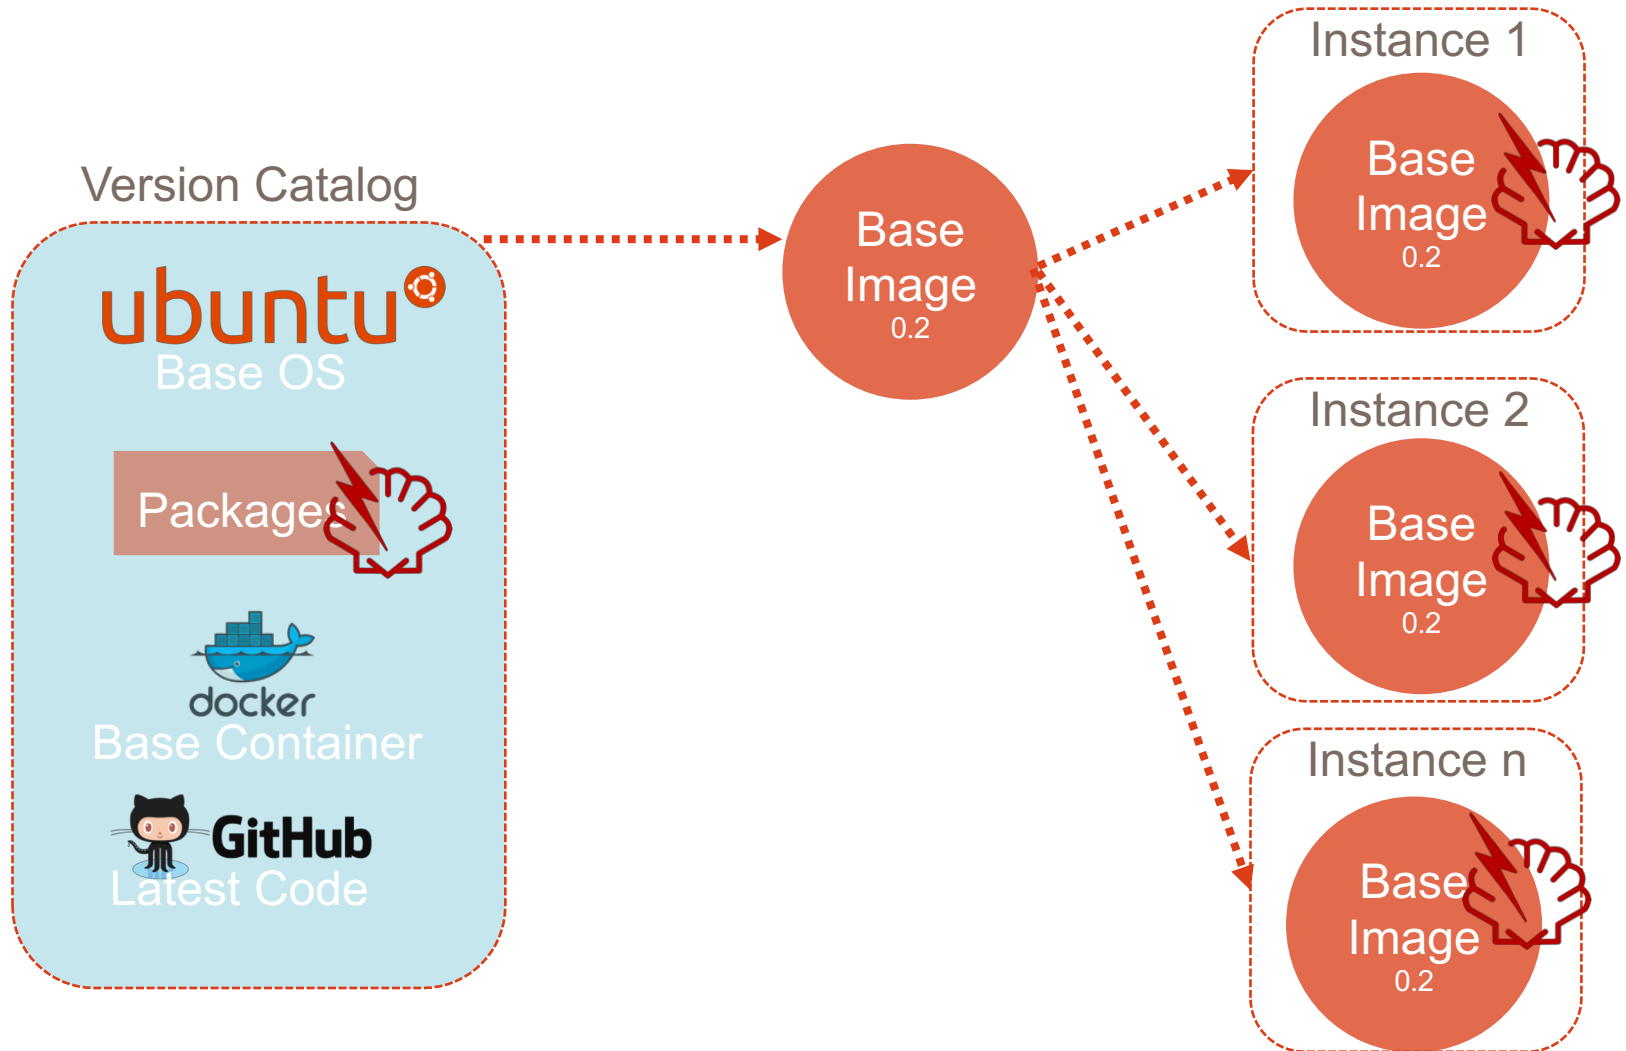 Version Catalog
ubuntu
Base OS
Packages
docker
Base Container
GitHub
Latest Code
Base
Image
0.2
Instance 1
Base
Image
0.2
Instance 2
Base
Image
0.2
Instance n
Base
Image
0.2